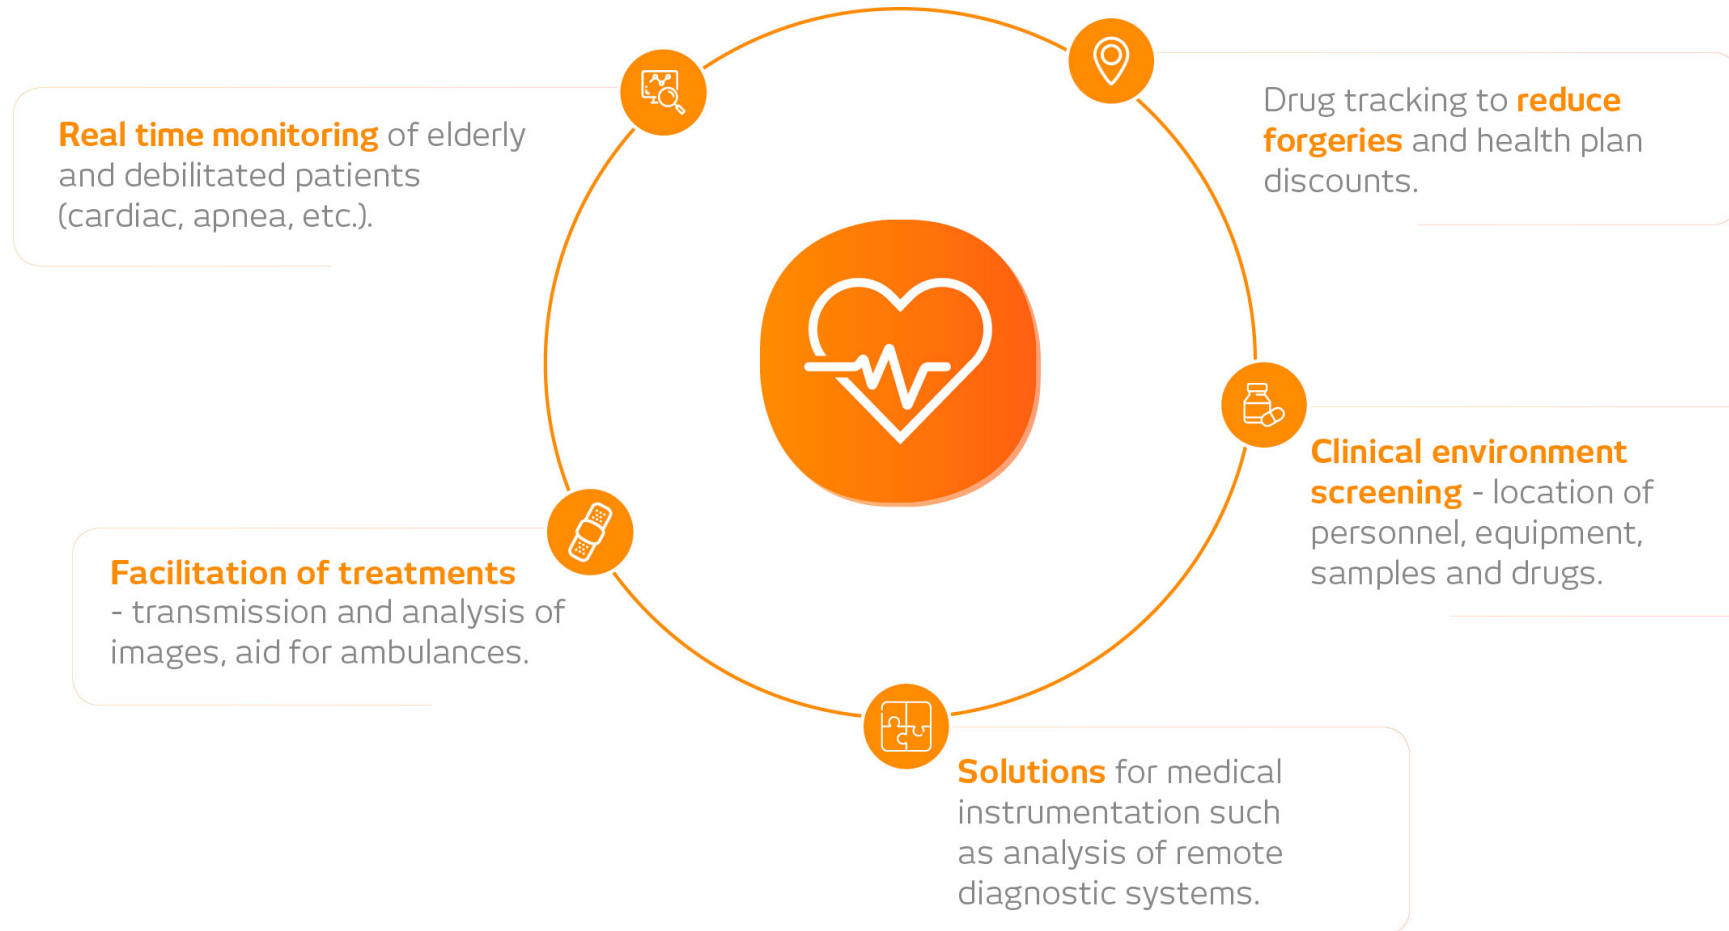 Real time monitoring of elderly
and debilitated patients
(cardiac, apnea, etc.).
Drug tracking to reduce
forgeries and health plan
discounts.
Clinical environment
screening - location of
personnel, equipment,
samples and drugs.
Facilitation of treatments
- transmission and analysis of
images, aid for ambulances.
Solutions for medical
instrumentation such
as analysis of remote
diagnostic systems.